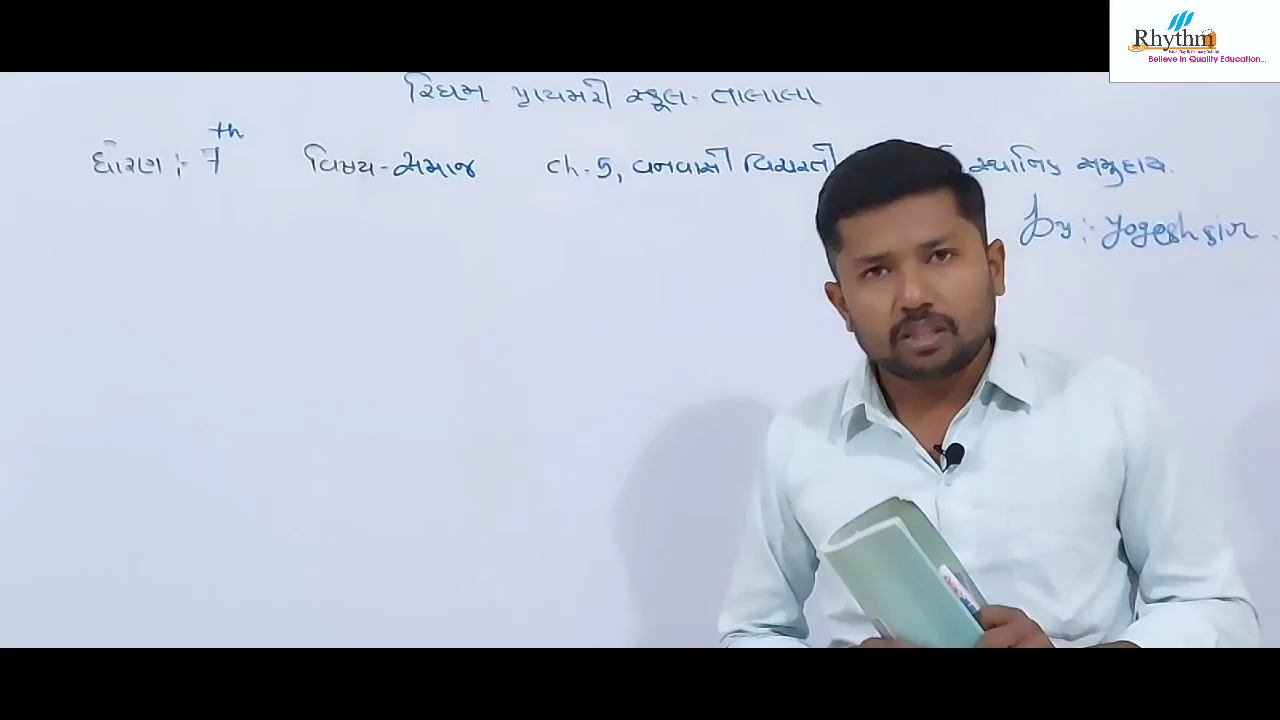 Rhythm
Believe in Quality Education...
રિધમ પ્રાયમરી સ્કૂલ - તાલાલા
ધોરણ :- 7th વિષય - સમાજ ch - 5, વનવાસી વિચરતી સ્થાનિક સમુદાય.
By :- Yogesh sir.